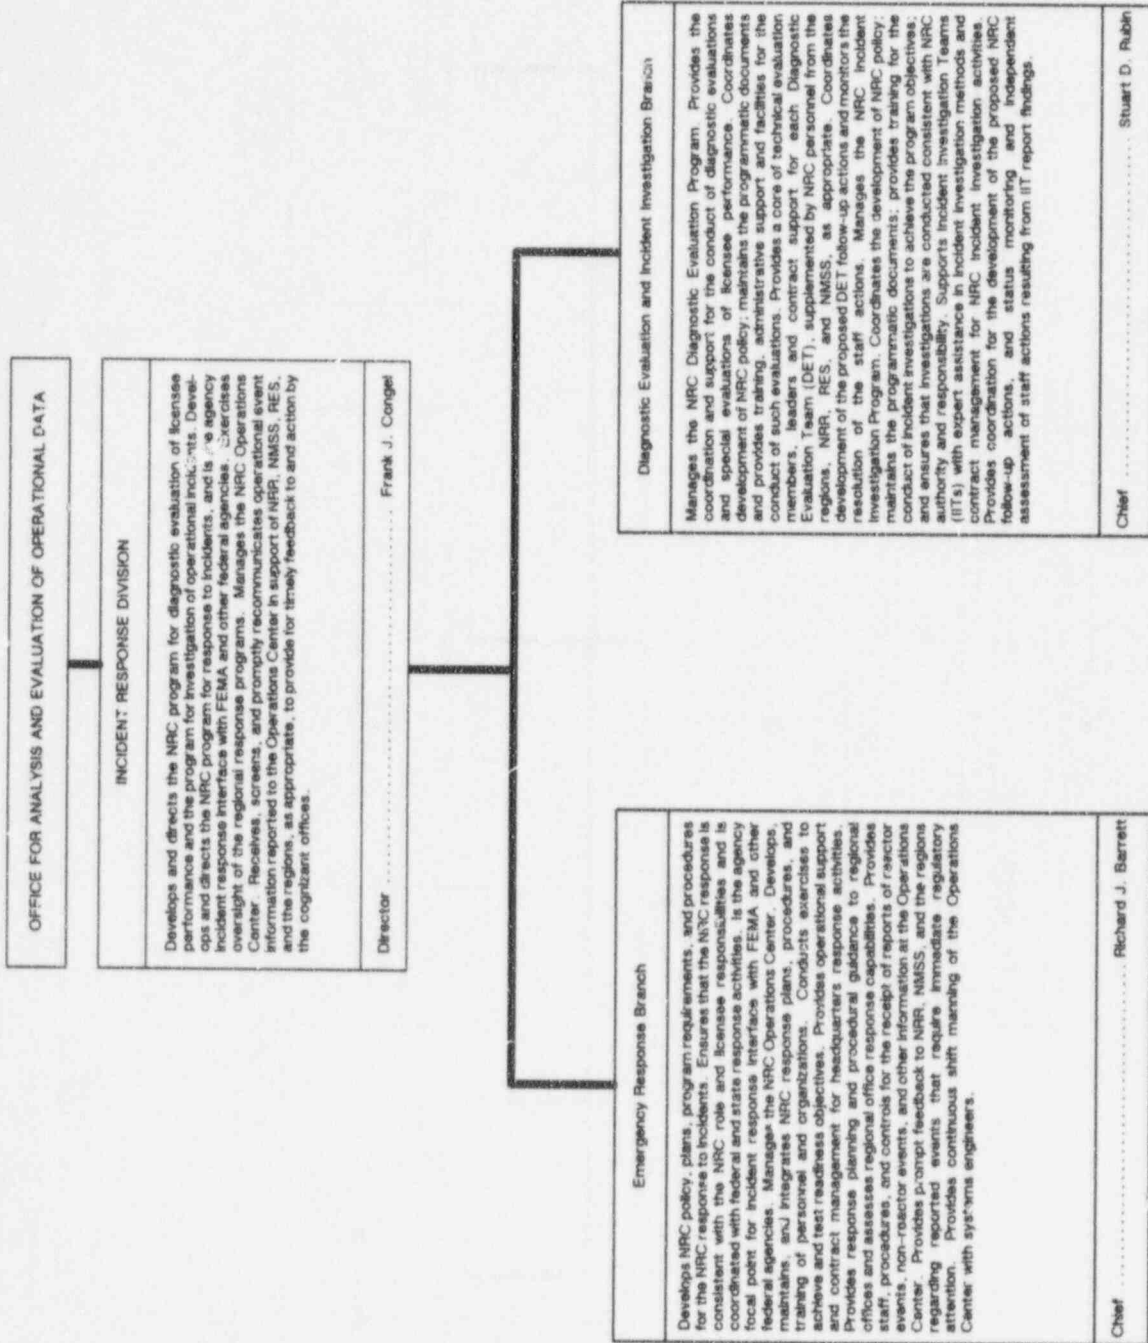 OFFICE FOR ANALYSIS AND EVALUATION OF OPERATIONAL DATA
INCIDENT RESPONSE DIVISION
Develops and directs the NRC program for diagnostic evaluation of licensee
performance and the program for investigation of operational incidents. Devel-
ops and directs the NRC program for response to incidents, and is the agency
incident response interface with FEMA and other federal agencies. Exercises
oversight of the regional response programs. Manages the NRC Operations
Center. Receives, screens, and promptly recommunicates operational event
information reported to the Operations Center in support of NRR, NMSS, RES,
and the regions, as appropriate, to provide for timely feedback to and action by
the cognizant offices.
Director .......................... Frank J. Congel
Emergency Response Branch
Develops NRC policy, plans, program requirements, and procedures
for the NRC response to incidents. Ensures that the NRC response is
consistent with the NRC role and licensee responsibilities and is
coordinated with federal and state response activities. Is the agency
focal point for incident response interface with FEMA and other
federal agencies. Manages the NRC Operations Center. Develops,
maintains, and integrates NRC response plans, procedures, and
training of personnel and organizations. Conducts exercises to
achieve and test readiness objectives. Provides operational support
and contract management for headquarters response activities.
Provides response planning and procedural guidance to regional
offices and assesses regional office response capabilities. Provides
staff, procedures, and controls for the receipt of reports of reactor
events, non-reactor events, and other information at the Operations
Center. Provides prompt feedback to NRR, NMSS, and the regions
regarding reported events that require immediate regulatory
attention. Provides continuous shift manning of the Operations
Center with systems engineers.
Chief .......................... Richard J. Barrett
Diagnostic Evaluation and Incident Investigation Branch
Manages the NRC Diagnostic Evaluation Program. Provides the
coordination and support for the conduct of diagnostic evaluations
and special evaluations of licensee performance. Coordinates
development of NRC policy; maintains the programmatic documents
and provides training, administrative support and facilities for the
conduct of such evaluations. Provides a core of technical evaluation
members, leaders and contract support for each Diagnostic
Evaluation Team (DET), supplemented by NRC personnel from the
regions, NRR, RES, and NMSS, as appropriate. Coordinates
development of the proposed DET follow-up actions and monitors the
resolution of the staff actions. Manages the NRC Incident
Investigation Program. Coordinates the development of NRC policy;
maintains the programmatic documents; provides training for the
conduct of incident investigations to achieve the program objectives;
and ensures that investigations are conducted consistent with NRC
authority and responsibility. Supports Incident Investigation Teams
(IITs) with expert assistance in incident investigation methods and
contract management for NRC incident investigation activities.
Provides coordination for the development of the proposed NRC
follow-up actions, and status monitoring and independent
assessment of staff actions resulting from IIT report findings.
Chief .......................... Stuart D. Rubin